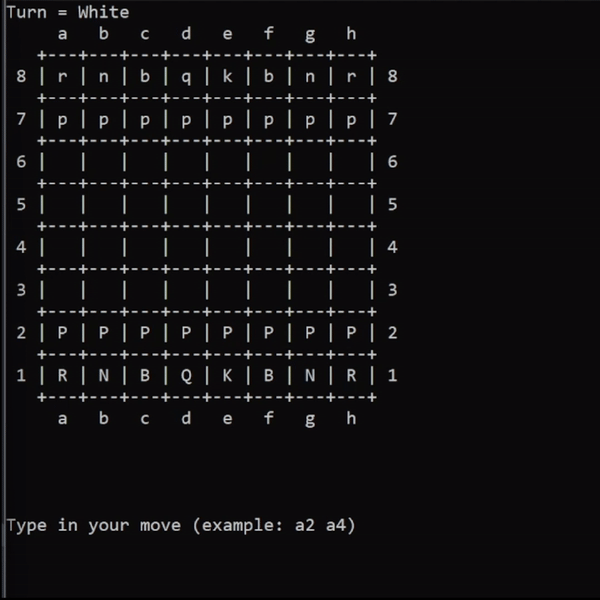 Turn = White
a b c d e f g h
+---+---+---+---+---+---+---+---+
8 | r | n | b | q | k | b | n | r | 8
+---+---+---+---+---+---+---+---+
7 | p | p | p | p | p | p | p | p | 7
+---+---+---+---+---+---+---+---+
6 |   |   |   |   |   |   |   |   | 6
+---+---+---+---+---+---+---+---+
5 |   |   |   |   |   |   |   |   | 5
+---+---+---+---+---+---+---+---+
4 |   |   |   |   |   |   |   |   | 4
+---+---+---+---+---+---+---+---+
3 |   |   |   |   |   |   |   |   | 3
+---+---+---+---+---+---+---+---+
2 | P | P | P | P | P | P | P | P | 2
+---+---+---+---+---+---+---+---+
1 | R | N | B | Q | K | B | N | R | 1
+---+---+---+---+---+---+---+---+
a b c d e f g h
Type in your move (example: a2 a4)